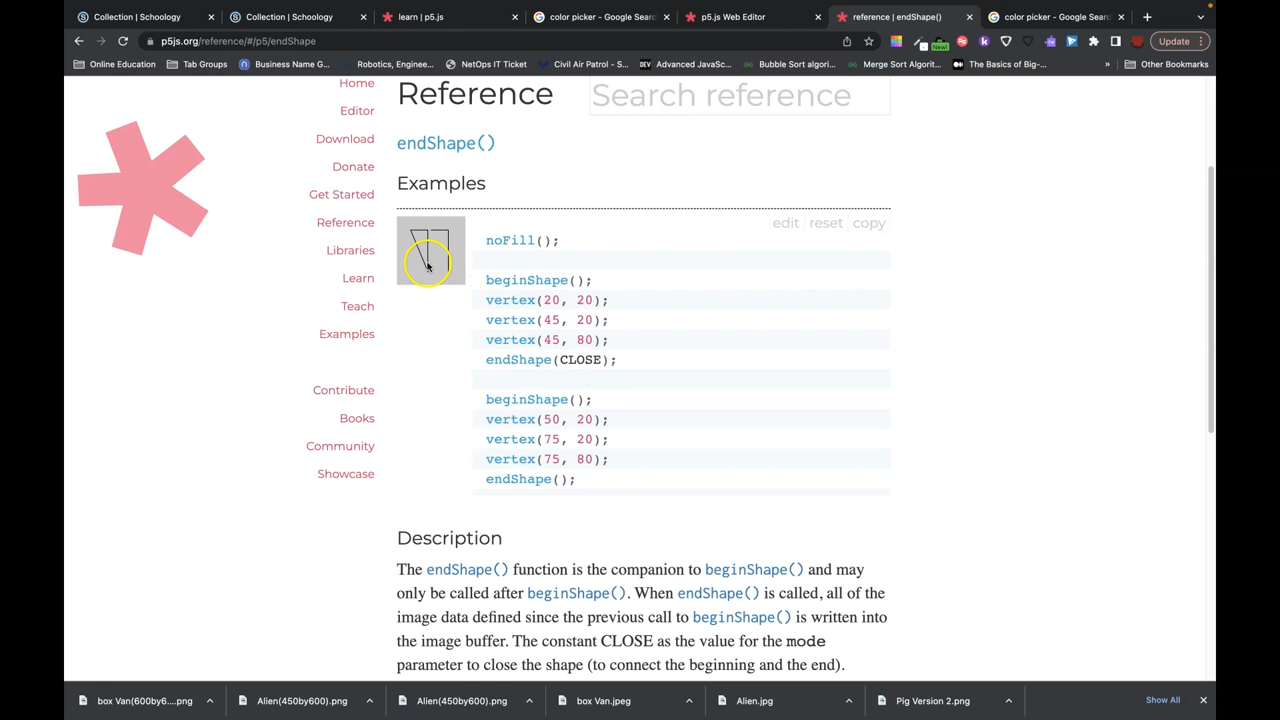 Collection | Schoology
Collection | Schoology
learn | p5.js
color picker - Google Search
p5.js Web Editor
reference | endShape()
color picker - Google Searc
p5js.org/reference/#/p5/endShape
New!
Update
Online Education
Tab Groups
Business Name G...
Robotics, Enginee...
NetOps IT Ticket
Civil Air Patrol - S...
DEV
Advanced JavaSc...
Bubble Sort algori...
Merge Sort Algori...
The Basics of Big-...
»
Other Bookmarks
Home
Editor
Download
Donate
Get Started
Reference
Libraries
Learn
Teach
Examples
Contribute
Books
Community
Showcase
Reference
Search reference
endShape()
Examples
edit reset copy
noFill();
beginShape();
vertex(20, 20);
vertex(45, 20);
vertex(45, 80);
endShape(CLOSE);
beginShape();
vertex(50, 20);
vertex(75, 20);
vertex(75, 80);
endShape();
Description
The endShape() function is the companion to beginShape() and may
only be called after beginShape(). When endShape() is called, all of the
image data defined since the previous call to beginShape() is written into
the image buffer. The constant CLOSE as the value for the mode
parameter to close the shape (to connect the beginning and the end).
box Van(600by6....png
Alien(450by600).png
Alien(450by600).png
box Van.jpeg
Alien.jpg
Pig Version 2.png
Show All